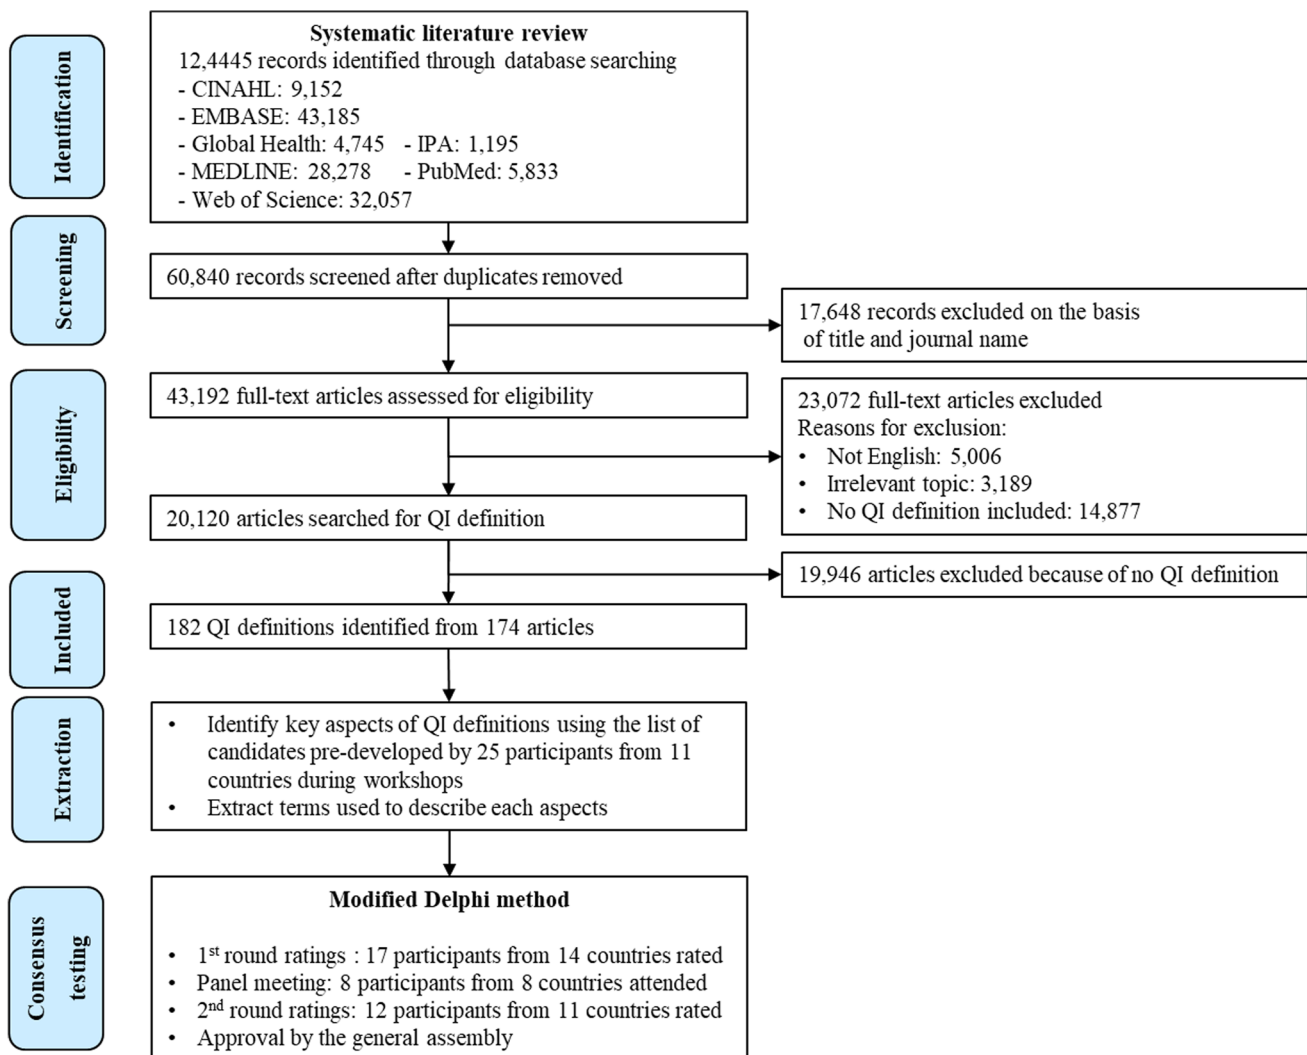 Identification
Systematic literature review
12,4445 records identified through database searching
- CINAHL: 9,152
- EMBASE: 43,185
- Global Health: 4,745 - IPA: 1,195
- MEDLINE: 28,278 - PubMed: 5,833
- Web of Science: 32,057
Screening
60,840 records screened after duplicates removed
17,648 records excluded on the basis
of title and journal name
Eligibility
43,192 full-text articles assessed for eligibility
23,072 full-text articles excluded
Reasons for exclusion:
• Not English: 5,006
• Irrelevant topic: 3,189
• No QI definition included: 14,877
20,120 articles searched for QI definition
19,946 articles excluded because of no QI definition
Included
182 QI definitions identified from 174 articles
Extraction
• Identify key aspects of QI definitions using the list of
candidates pre-developed by 25 participants from 11
countries during workshops
• Extract terms used to describe each aspects
Consensus
testing
Modified Delphi method
• 1st round ratings : 17 participants from 14 countries rated
• Panel meeting: 8 participants from 8 countries attended
• 2nd round ratings: 12 participants from 11 countries rated
• Approval by the general assembly